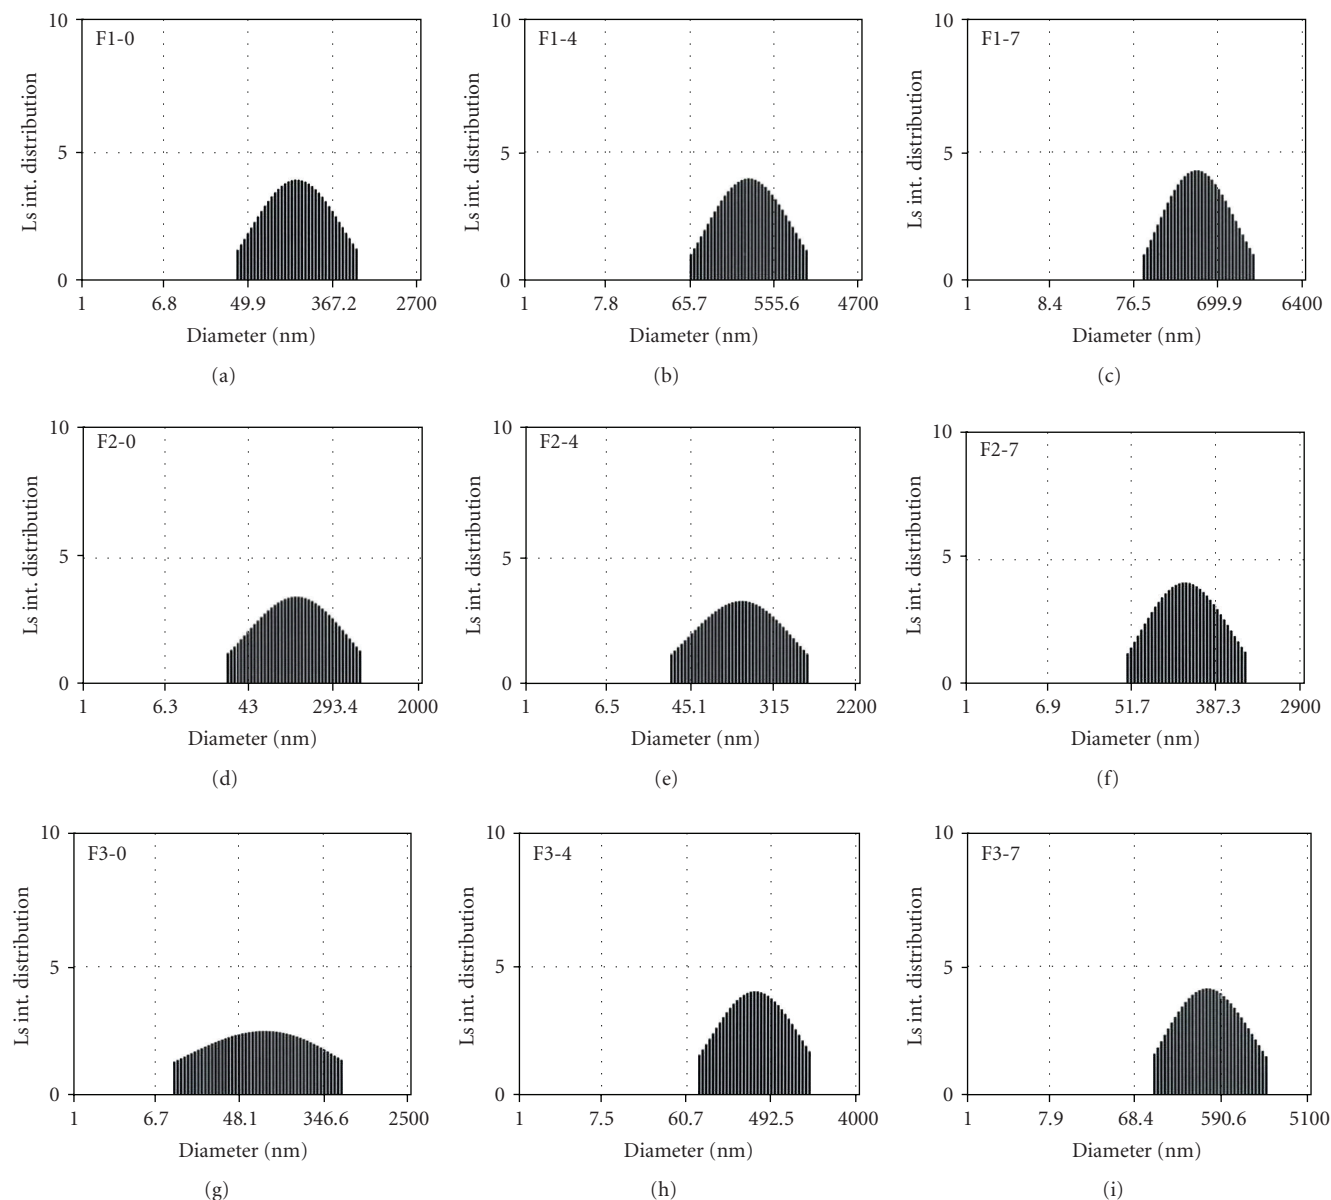 10
F1-0
Ls int. distribution
5
0
1 6.8 49.9 367.2 2700
Diameter (nm)
(a)
10
F1-4
Ls int. distribution
5
0
1 7.8 65.7 555.6 4700
Diameter (nm)
(b)
10
F1-7
Ls int. distribution
5
0
1 8.4 76.5 699.9 6400
Diameter (nm)
(c)
10
F2-0
Ls int. distribution
5
0
1 6.3 43 293.4 2000
Diameter (nm)
(d)
10
F2-4
Ls int. distribution
5
0
1 6.5 45.1 315 2200
Diameter (nm)
(e)
10
F2-7
Ls int. distribution
5
0
1 6.9 51.7 387.3 2900
Diameter (nm)
(f)
10
F3-0
Ls int. distribution
5
0
1 6.7 48.1 346.6 2500
Diameter (nm)
(g)
10
F3-4
Ls int. distribution
5
0
1 7.5 60.7 492.5 4000
Diameter (nm)
(h)
10
F3-7
Ls int. distribution
5
0
1 7.9 68.4 590.6 5100
Diameter (nm)
(i)